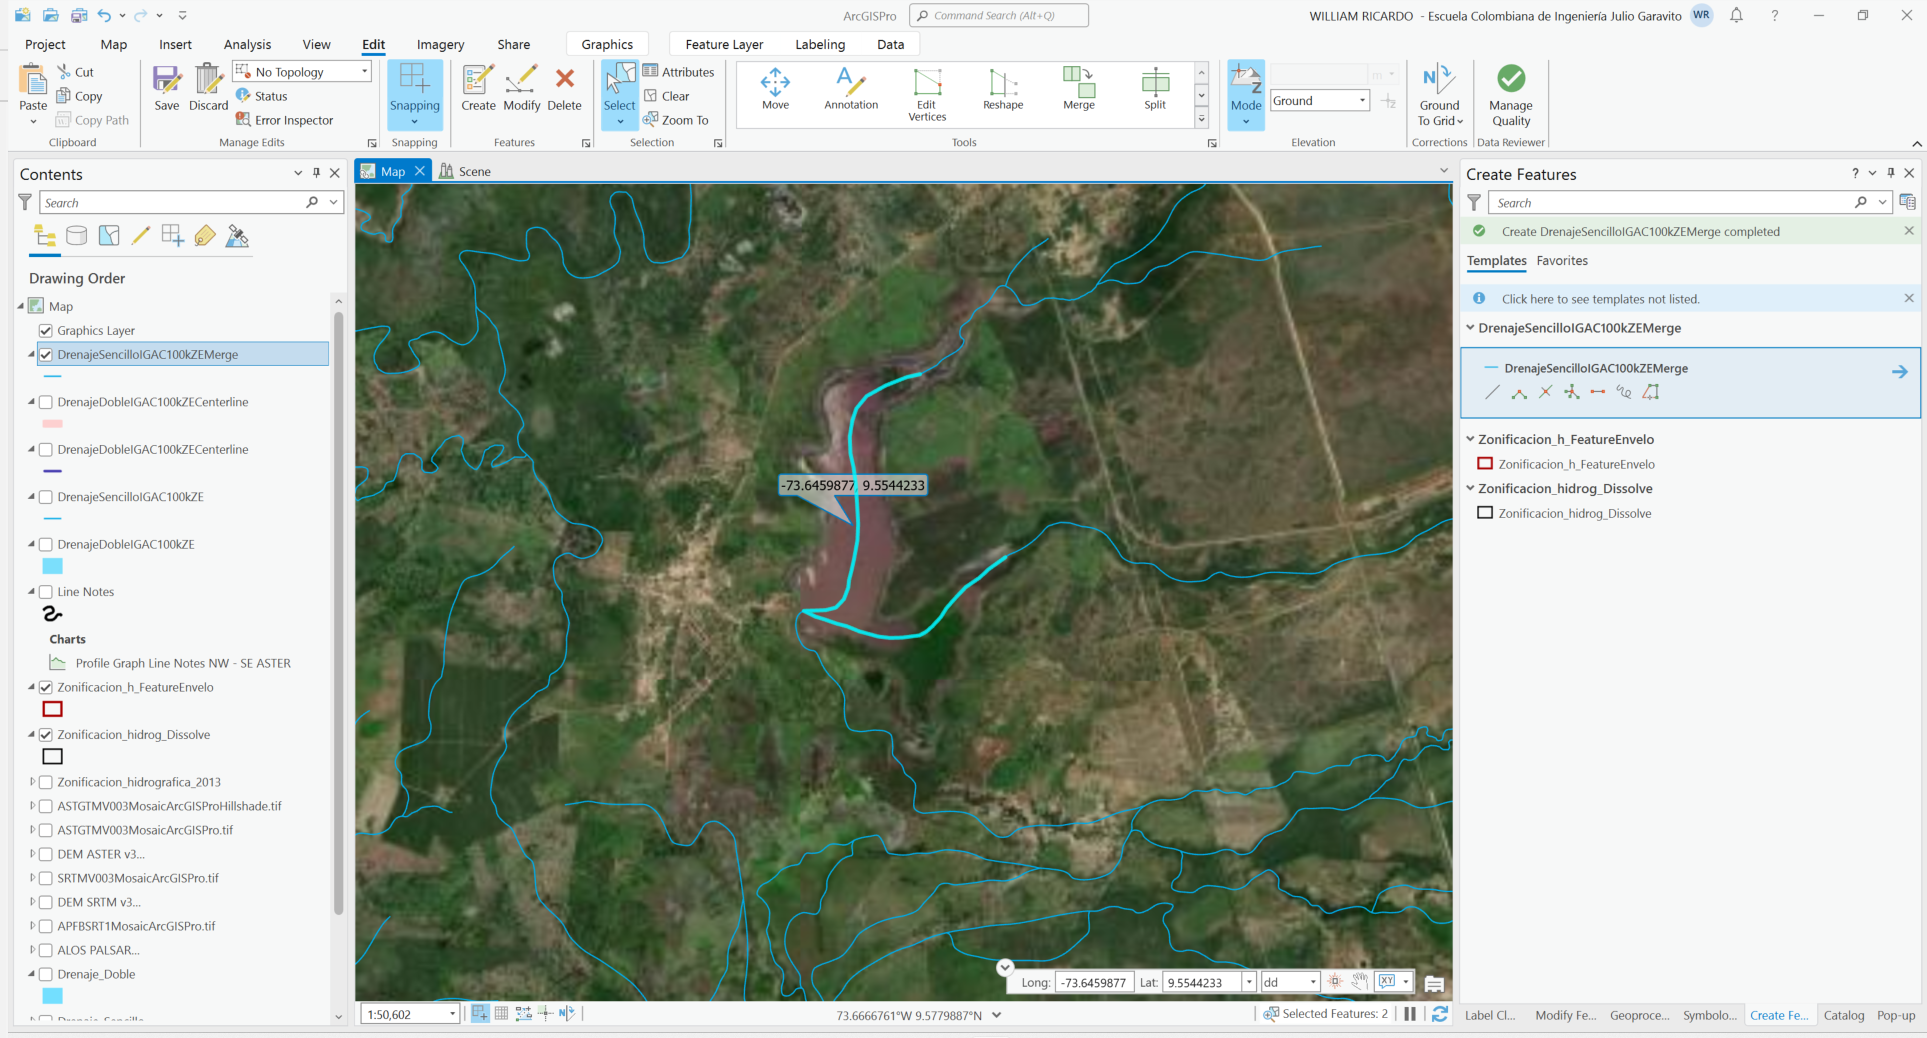 ArcGISPro
Command Search (Alt+Q)
WILLIAM RICARDO - Escuela Colombiana de Ingeniería Julio Garavito
WR
?
Project
Map
Insert
Analysis
View
Edit
Imagery
Share
Graphics
Feature Layer
Labeling
Data
Paste
Cut
Copy
Copy Path
Clipboard
Save
Discard
No Topology
Status
Error Inspector
Manage Edits
Snapping
Snapping
Create
Modify
Delete
Features
Select
Attributes
Clear
Zoom To
Selection
Move
Annotation
Edit
Vertices
Reshape
Merge
Split
Tools
Mode
m
Ground
Elevation
Ground
To Grid
Corrections
Manage
Quality
Data Reviewer
Contents
Search
Drawing Order
Map
Graphics Layer
DrenajeSencilloIGAC100kZEMerge
DrenajeDobleIGAC100kZECenterline
DrenajeDobleIGAC100kZECenterline
DrenajeSencilloIGAC100kZE
DrenajeDobleIGAC100kZE
Line Notes
Charts
Profile Graph Line Notes NW - SE ASTER
Zonificacion_h_FeatureEnvelo
Zonificacion_hidrog_Dissolve
Zonificacion_hidrografica_2013
ASTGTMV003MosaicArcGISProHillshade.tif
ASTGTMV003MosaicArcGISPro.tif
DEM ASTER v3...
SRTMV003MosaicArcGISPro.tif
DEM SRTM v3...
APFBSRT1MosaicArcGISPro.tif
ALOS PALSAR...
Drenaje_Doble
Map
Scene
-73.6459877, 9.5544233
Long: -73.6459877 Lat: 9.5544233 dd
XY
1:50,602
73.6666761°W 9.5779887°N
Selected Features: 2
Create Features
?
Search
Create DrenajeSencilloIGAC100kZEMerge completed
Templates
Favorites
Click here to see templates not listed.
DrenajeSencilloIGAC100kZEMerge
DrenajeSencilloIGAC100kZEMerge
Zonificacion_h_FeatureEnvelo
Zonificacion_h_FeatureEnvelo
Zonificacion_hidrog_Dissolve
Zonificacion_hidrog_Dissolve
Label Cl...
Modify Fe...
Geoproce...
Symbolo...
Create Fe...
Catalog
Pop-up